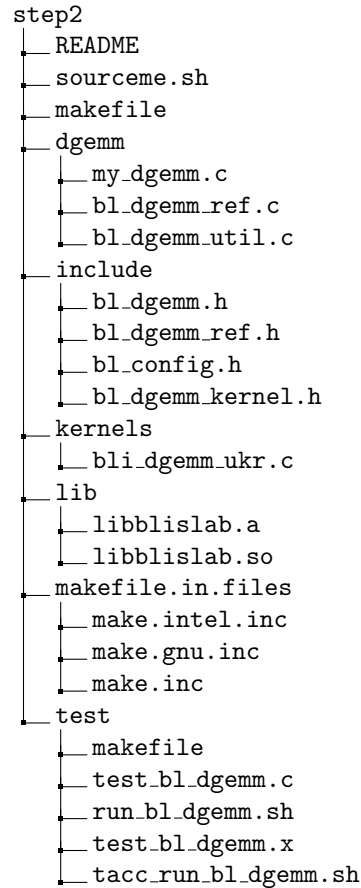 step2
README
sourceme.sh
makefile
dgemm
my_dgemm.c
bl_dgemm_ref.c
bl_dgemm_util.c
include
bl_dgemm.h
bl_dgemm_ref.h
bl_config.h
bl_dgemm_kernel.h
kernels
bli_dgemm_ukr.c
lib
libblislab.a
libblislab.so
makefile.in.files
make.intel.inc
make.gnu.inc
make.inc
test
makefile
test_bl_dgemm.c
run_bl_dgemm.sh
test_bl_dgemm.x
tacc_run_bl_dgemm.sh